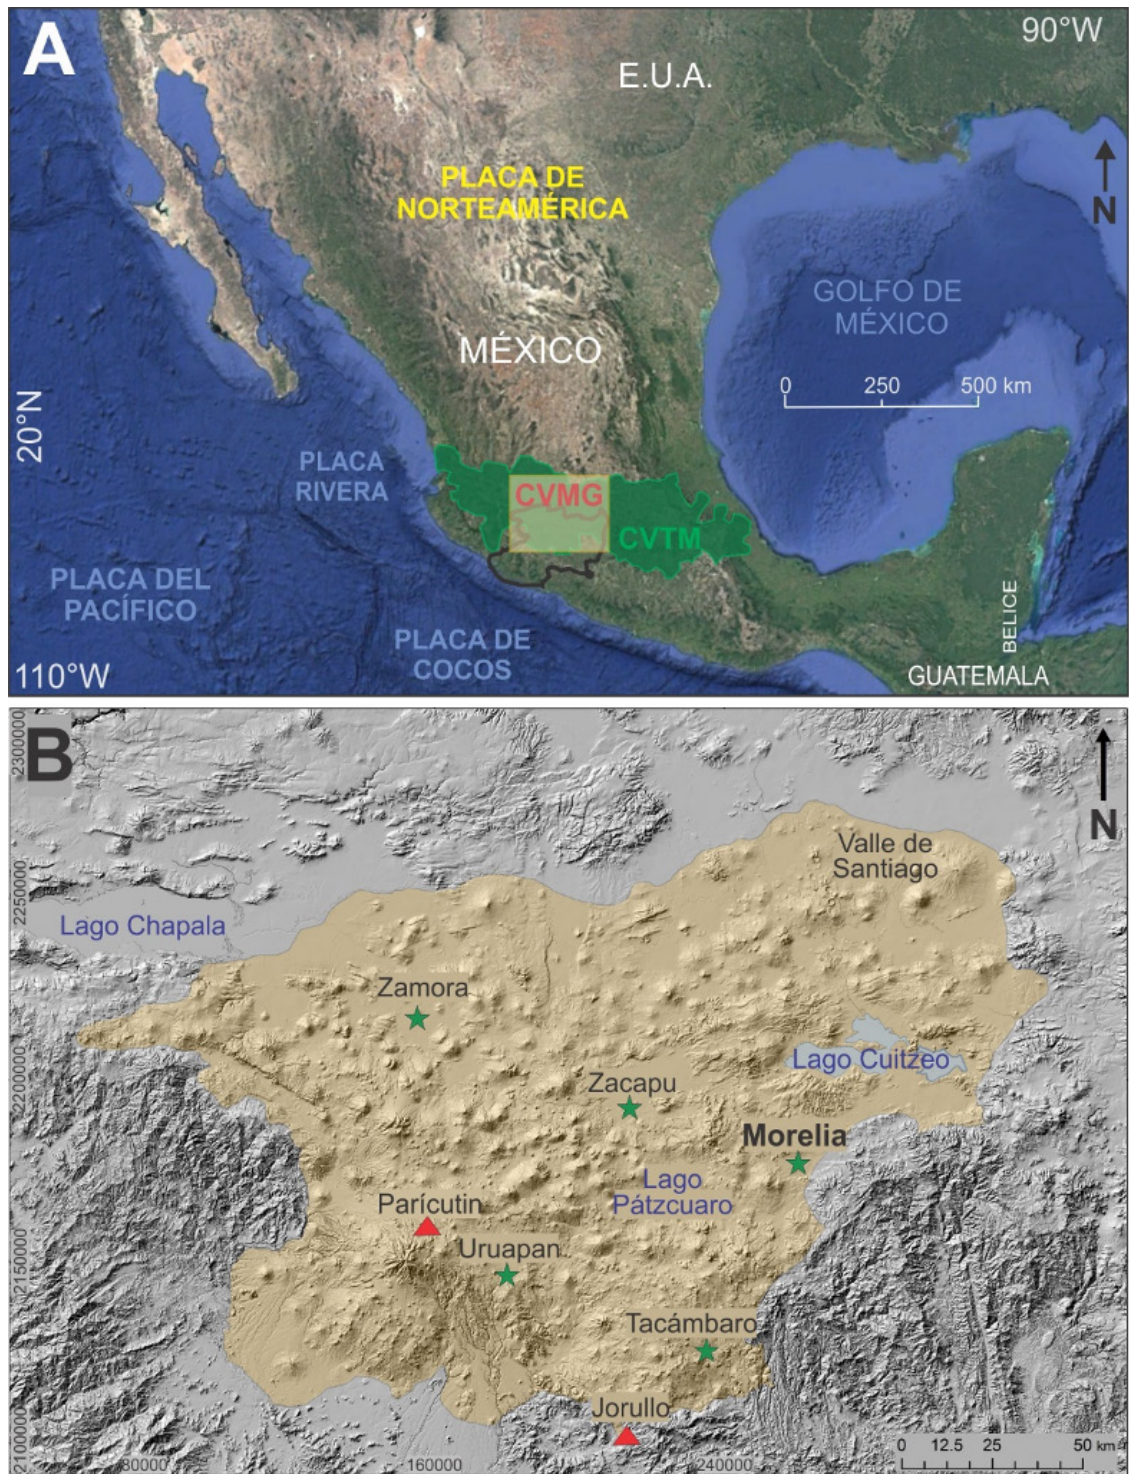 A
90°W
E.U.A.
PLACA DE
NORTEAMÉRICA
N
GOLFO DE
MÉXICO
MÉXICO
0 250 500 km
20°N
PLACA
RIVERA
CVMG
CVTM
PLACA DEL
PACÍFICO
PLACA DE
COCOS
BELICE
110°W
GUATEMALA
B
2300000
N
Valle de
Santiago
2250000
Lago Chapala
Zamora
Lago Cuitzeo
2200000
Zacapu
Morelia
Lago
Pátzcuaro
Parícutin
Uruapan
2150000
Tacámbaro
Jorullo
2100000
80000 160000 240000
0 12.5 25 50 km